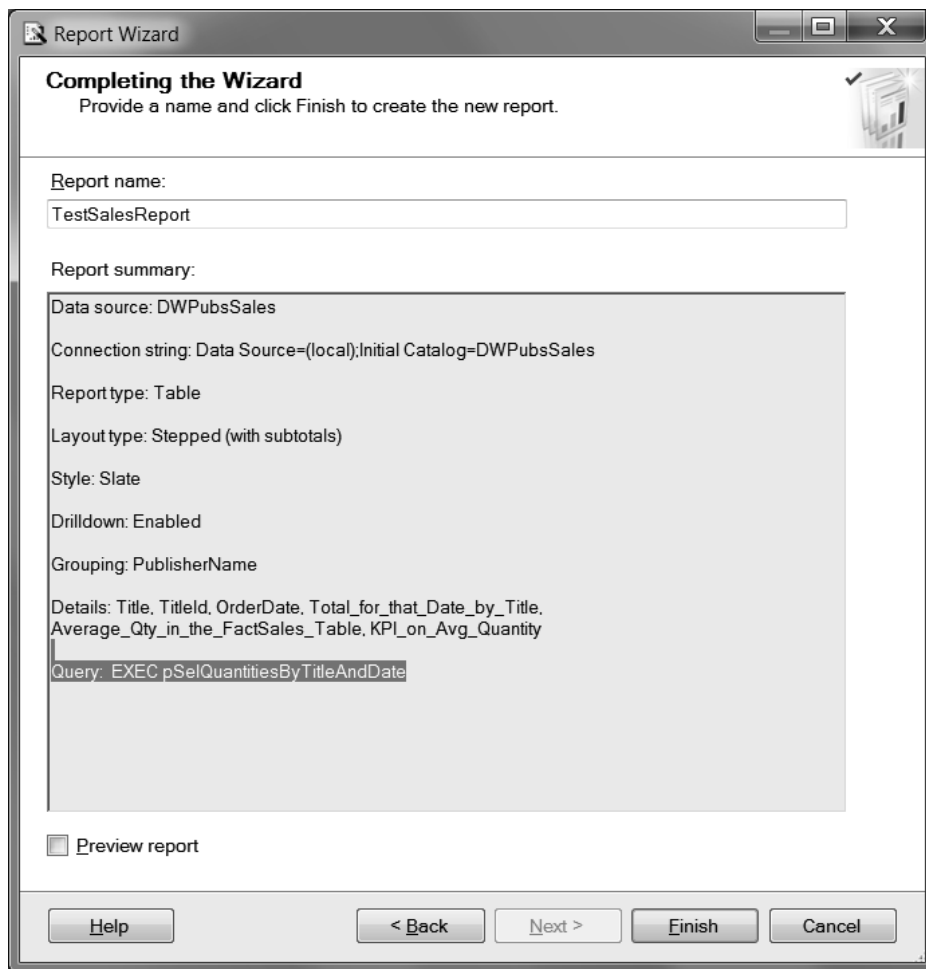 Report Wizard
Completing the Wizard
Provide a name and click Finish to create the new report.
Report name:
TestSalesReport
Report summary:
Data source: DWPubsSales
Connection string: Data Source=(local);Initial Catalog=DWPubsSales
Report type: Table
Layout type: Stepped (with subtotals)
Style: Slate
Drilldown: Enabled
Grouping: PublisherName
Details: Title, TitleId, OrderDate, Total_for_that_Date_by_Title,
Average_Qty_in_the_FactSales_Table, KPI_on_Avg_Quantity
Query: EXEC pSelQuantitiesByTitleAndDate
Preview report
Help < Back Next > Finish Cancel